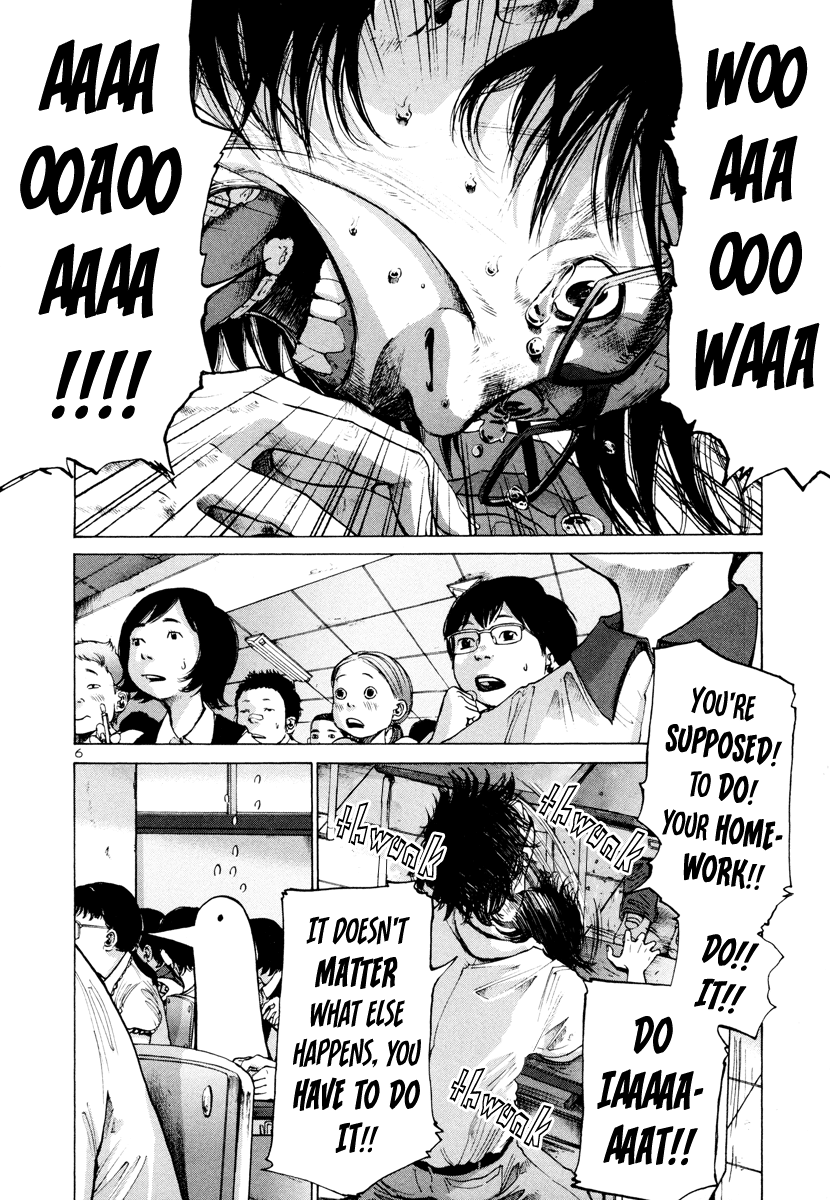 WOO
AAA
OOO
WAAA
AAAA
OOAOO
AAAA
!!!!
YOU'RE
SUPPOSED!
TO DO!
YOUR HOME-
WORK!!
DO!!
IT!!
6
thwunk
thwunk
DO
IAAAAA-
AAAT!!
IT DOESN'T
MATTER
WHAT ELSE
HAPPENS, YOU
HAVE TO DO
IT!!
thwunk